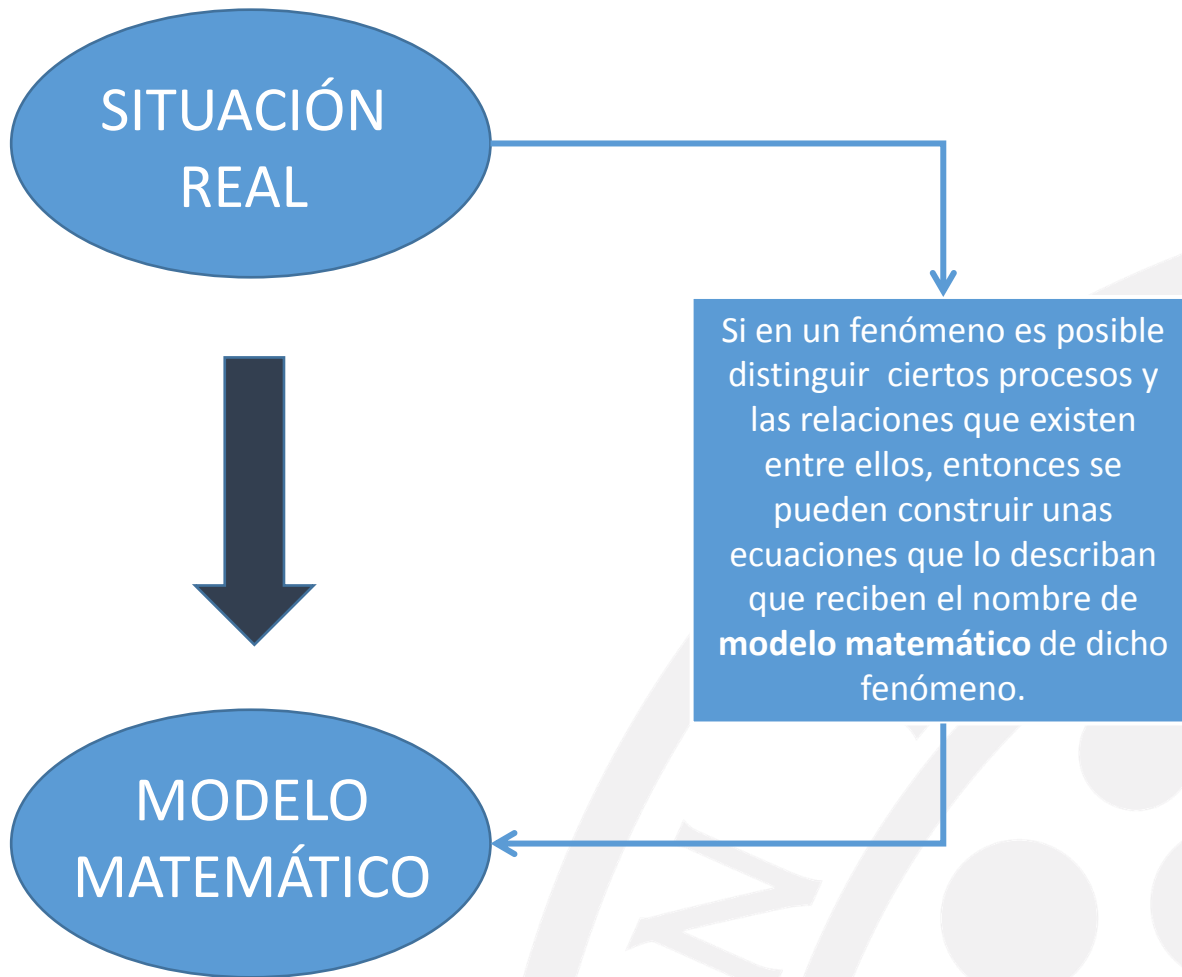 SITUACIÓN
REAL
Si en un fenómeno es posible
distinguir ciertos procesos y
las relaciones que existen
entre ellos, entonces se
pueden construir unas
ecuaciones que lo describan
que reciben el nombre de
modelo matemático de dicho
fenómeno.
MODELO
MATEMÁTICO